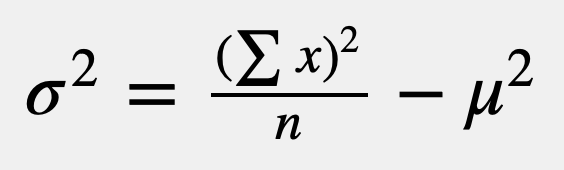 σ² = (∑ x)² / n − μ²